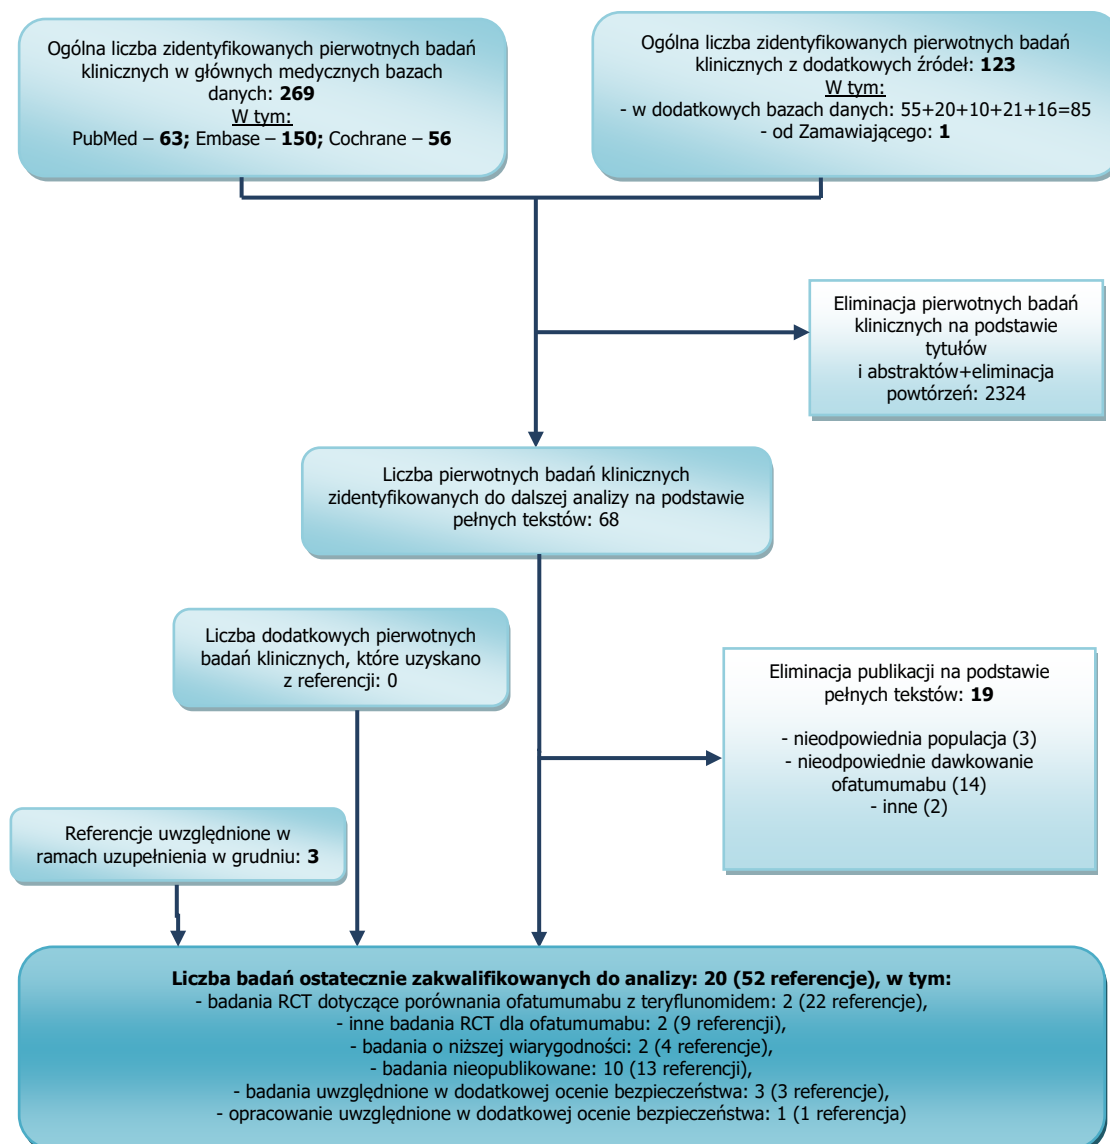 Ogólna liczba zidentyfikowanych pierwotnych badań
klinicznych w głównych medycznych bazach
danych: 269
W tym:
PubMed – 63; Embase – 150; Cochrane – 56
Ogólna liczba zidentyfikowanych pierwotnych badań
klinicznych z dodatkowych źródeł: 123
W tym:
- w dodatkowych bazach danych: 55+20+10+21+16=85
- od Zamawiającego: 1
Eliminacja pierwotnych badań
klinicznych na podstawie
tytułów
i abstraktów+eliminacja
powtórzeń: 2324
Liczba pierwotnych badań klinicznych
zidentyfikowanych do dalszej analizy na podstawie
pełnych tekstów: 68
Liczba dodatkowych pierwotnych
badań klinicznych, które uzyskano
z referencji: 0
Eliminacja publikacji na podstawie
pełnych tekstów: 19
- nieodpowiednia populacja (3)
- nieodpowiednie dawkowanie
ofatumumabu (14)
- inne (2)
Referencje uwzględnione w
ramach uzupełnienia w grudniu: 3
Liczba badań ostatecznie zakwalifikowanych do analizy: 20 (52 referencje), w tym:
- badania RCT dotyczące porównania ofatumumabu z teryflunomidem: 2 (22 referencje),
- inne badania RCT dla ofatumumabu: 2 (9 referencji),
- badania o niższej wiarygodności: 2 (4 referencje),
- badania nieopublikowane: 10 (13 referencji),
- badania uwzględnione w dodatkowej ocenie bezpieczeństwa: 3 (3 referencje),
- opracowanie uwzględnione w dodatkowej ocenie bezpieczeństwa: 1 (1 referencja)